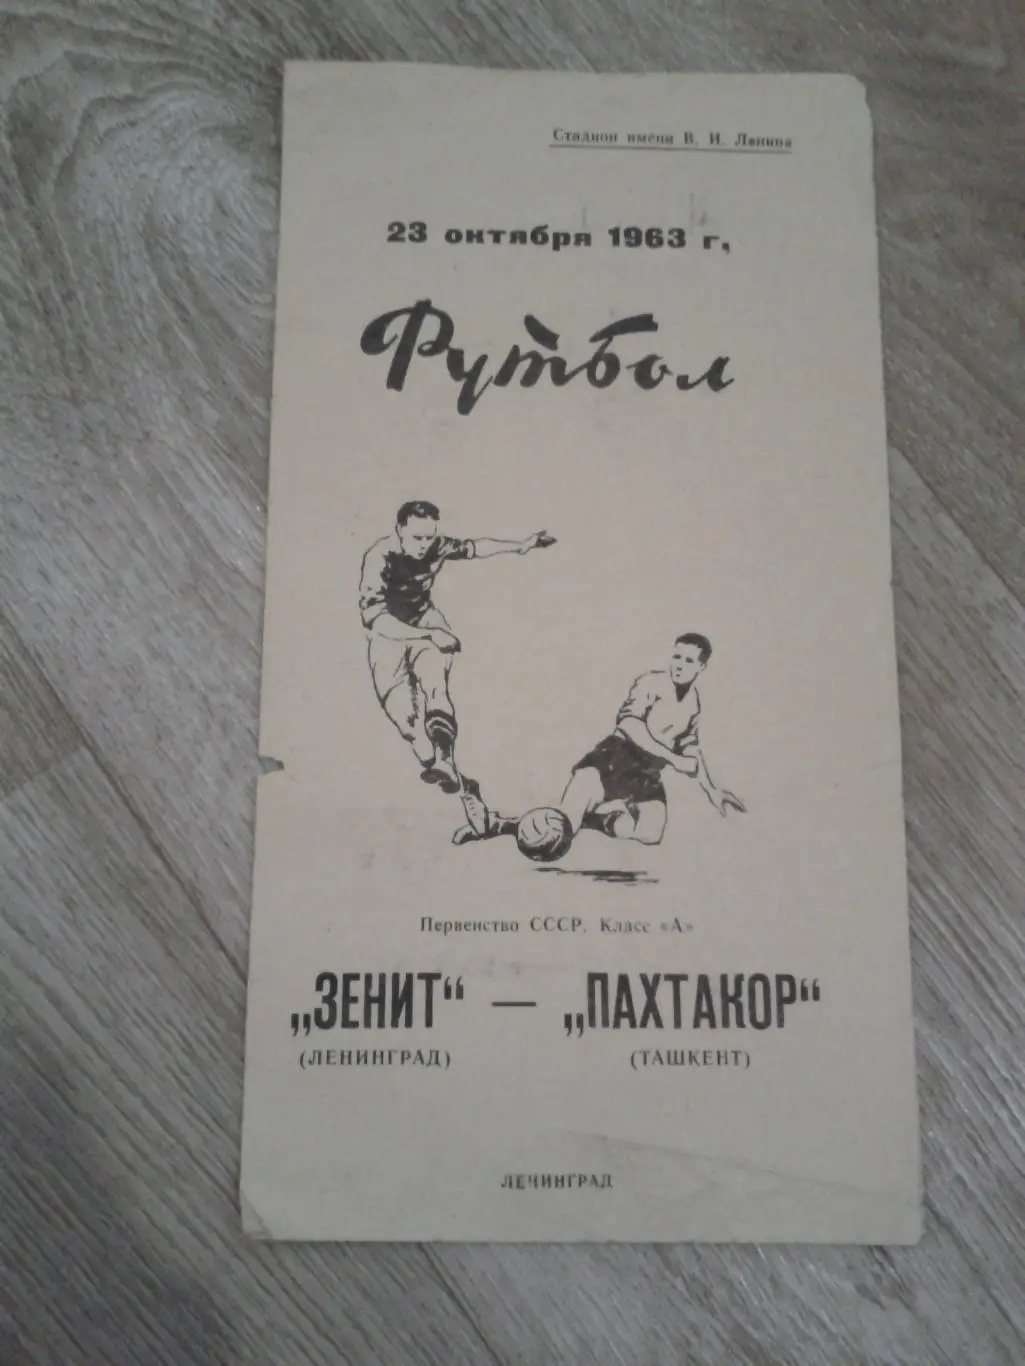 Стадион имени В. И. Ленина
23 октября 1963 г,
Футбол
Первенство СССР. Класс «А»
„ЗЕНИТ“ — „ПАХТАКОР“
(ЛЕНИНГРАД) (ТАШКЕНТ)
ЛЕНИНГРАД